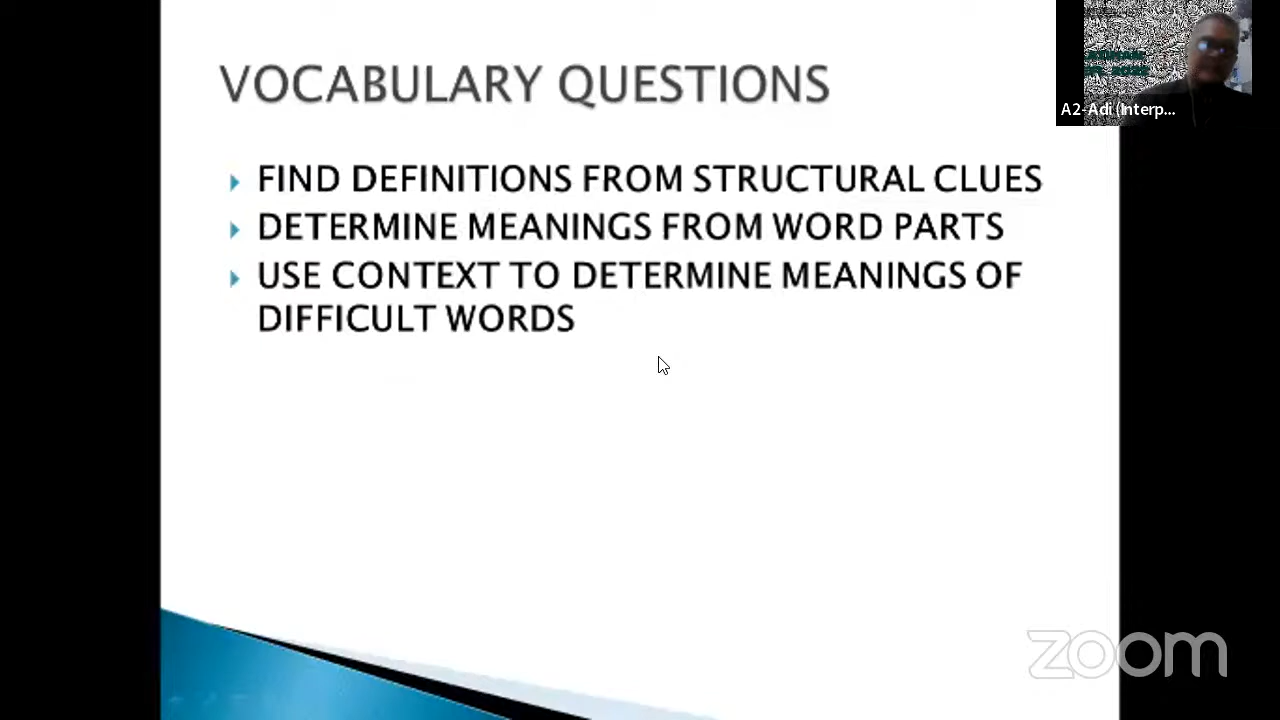 VOCABULARY QUESTIONS
FIND DEFINITIONS FROM STRUCTURAL CLUES
DETERMINE MEANINGS FROM WORD PARTS
USE CONTEXT TO DETERMINE MEANINGS OF
DIFFICULT WORDS
A2-Adi (Interp...
zoom